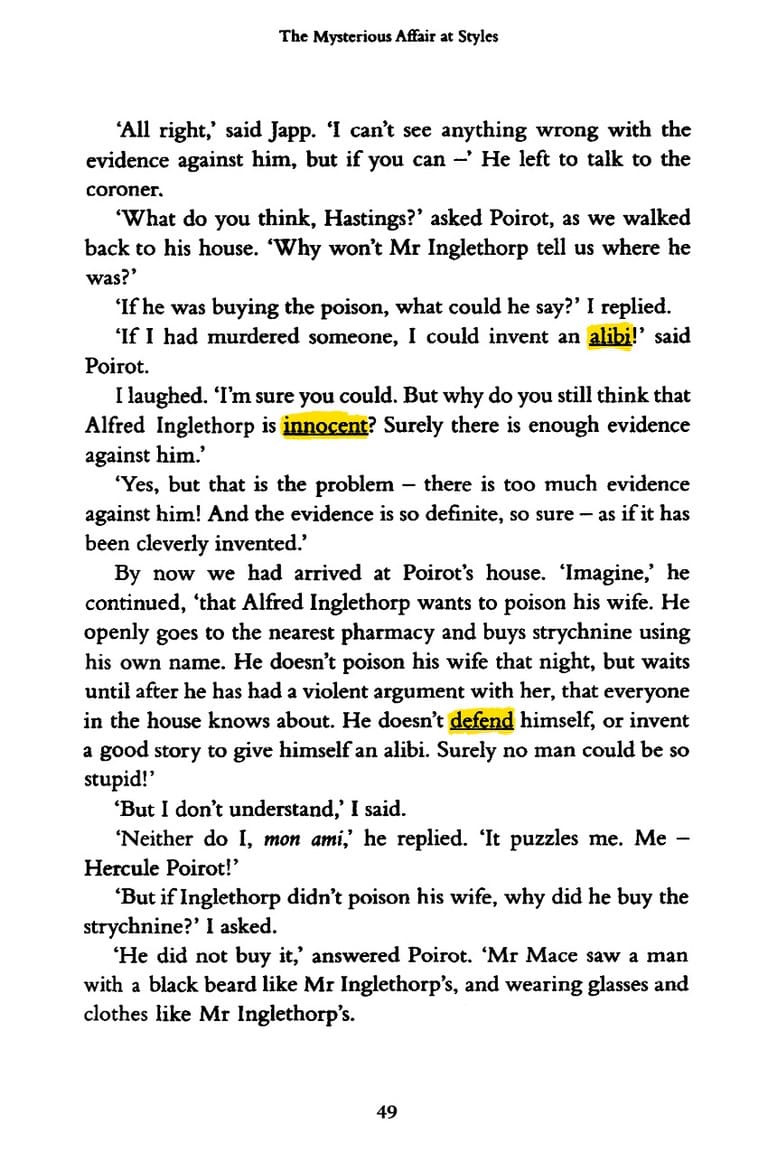 The Mysterious Affair at Styles
‘All right,’ said Japp. ‘I can’t see anything wrong with the
evidence against him, but if you can –’ He left to talk to the
coroner.
‘What do you think, Hastings?’ asked Poirot, as we walked
back to his house. ‘Why won’t Mr Inglethorp tell us where he
was?’
‘If he was buying the poison, what could he say?’ I replied.
‘If I had murdered someone, I could invent an alibi!’ said
Poirot.
I laughed. ‘I’m sure you could. But why do you still think that
Alfred Inglethorp is innocent? Surely there is enough evidence
against him.’
‘Yes, but that is the problem – there is too much evidence
against him! And the evidence is so definite, so sure – as if it has
been cleverly invented.’
By now we had arrived at Poirot’s house. ‘Imagine,’ he
continued, ‘that Alfred Inglethorp wants to poison his wife. He
openly goes to the nearest pharmacy and buys strychnine using
his own name. He doesn’t poison his wife that night, but waits
until after he has had a violent argument with her, that everyone
in the house knows about. He doesn’t defend himself, or invent
a good story to give himself an alibi. Surely no man could be so
stupid!’
‘But I don’t understand,’ I said.
‘Neither do I, mon ami,’ he replied. ‘It puzzles me. Me –
Hercule Poirot!’
‘But if Inglethorp didn’t poison his wife, why did he buy the
strychnine?’ I asked.
‘He did not buy it,’ answered Poirot. ‘Mr Mace saw a man
with a black beard like Mr Inglethorp’s, and wearing glasses and
clothes like Mr Inglethorp’s.
49